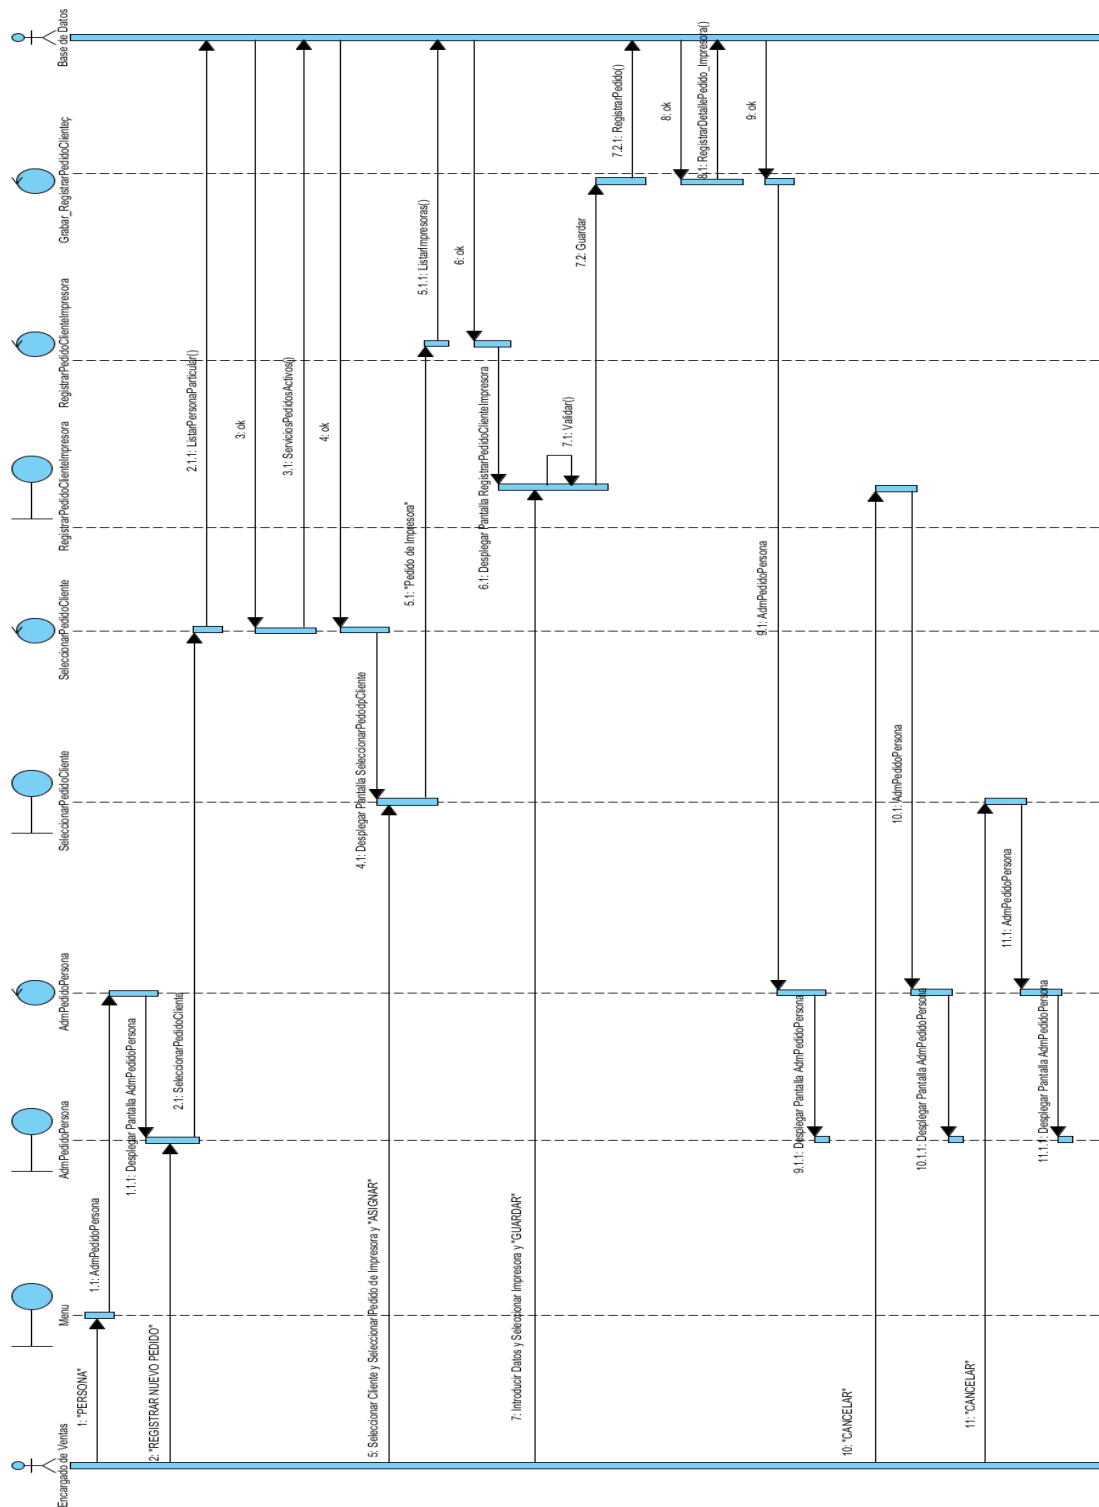 Encargado de Ventas
Menu
AdmPedidoPersona
AdmPedidoPersona
SeleccionarPedidoCliente
SeleccionarPedidoCliente
RegistrarPedidoClienteImpresora
RegistrarPedidoClienteImpresora
Grabar_RegistrarPedidoClienteç
Base de Datos
1: "PERSONA"
1.1: AdmPedidoPersona
1.1.1: Desplegar Pantalla AdmPedidoPersona
2: "REGISTRAR NUEVO PEDIDO"
2.1: SeleccionarPedidoCliente
2.1.1: ListarPersonaParticular()
3: ok
3.1: ServiciosPedidosActivos()
4: ok
4.1: Desplegar Pantalla SeleccionarPedodpCliente
5: Seleccionar Cliente y Seleccionar Pedido de Impresora y "ASIGNAR"
5.1: "Pedido de Impresora"
5.1.1: ListarImpresoras()
6: ok
6.1: Desplegar Pantalla RegistrarPedidoClienteImpresora
7: Introducir Datos y Seleccionar Impresora y "GUARDAR"
7.1: Validar()
7.2: Guardar
7.2.1: RegistrarPedido()
8: ok
8.1: RegistrarDetallePedido_Impresora()
9: ok
9.1: AdmPedidoPersona
9.1.1: Desplegar Pantalla AdmPedidoPersona
10: "CANCELAR"
10.1: AdmPedidoPersona
10.1.1: Desplegar Pantalla AdmPedidoPersona
11: "CANCELAR"
11.1: AdmPedidoPersona
11.1.1: Desplegar Pantalla AdmPedidoPersona